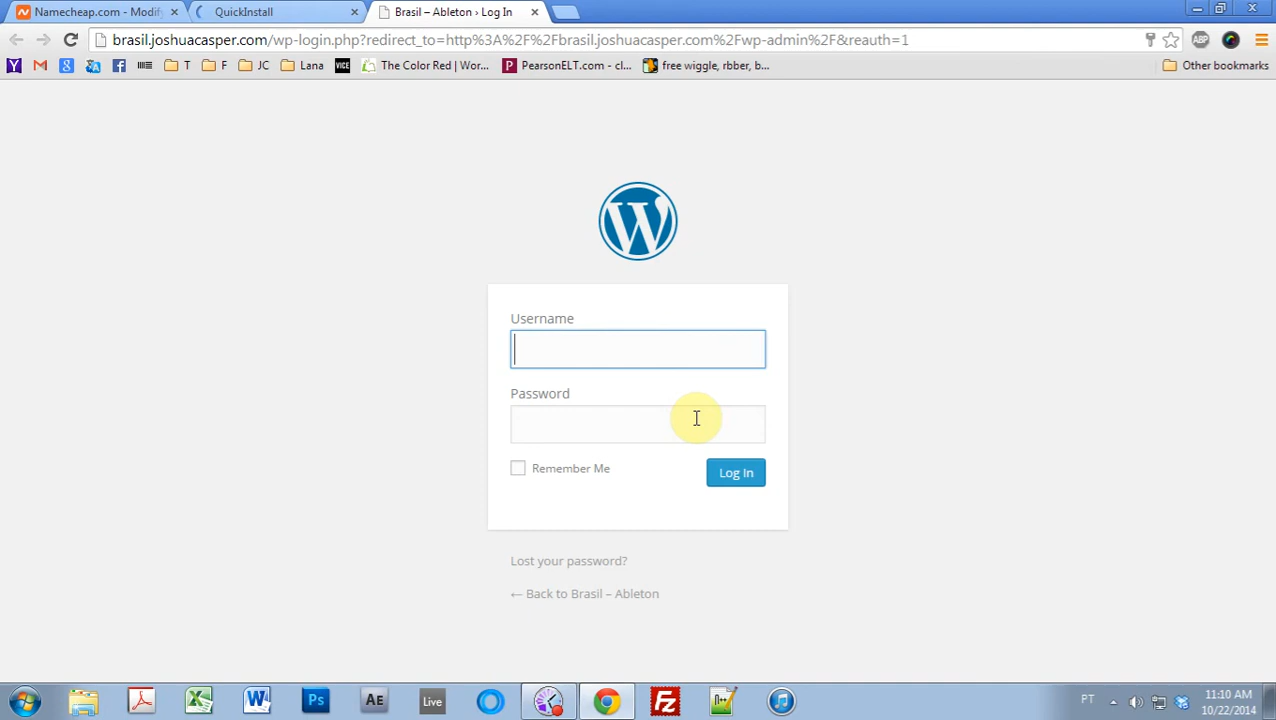 Namecheap.com - Modify
QuickInstall
Brasil – Ableton › Log In
brasil.joshuacasper.com/wp-login.php?redirect_to=http%3A%2F%2Fbrasil.joshuacasper.com%2Fwp-admin%2F&reauth=1
ABP
T
F
JC
Lana
VICE
The Color Red | Wor...
PearsonELT.com - cl...
free wiggle, rbber, b...
Other bookmarks
Username
Password
Remember Me
Log In
Lost your password?
← Back to Brasil – Ableton
Ps
Ae
Live
PT
11:10 AM
10/22/2014